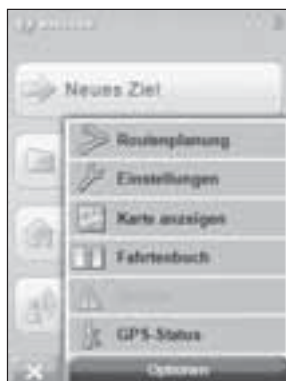 Neues Ziel
Routenplanung
Einstellungen
Karte anzeigen
Fahrtenbuch
GPS-Status
Optionen